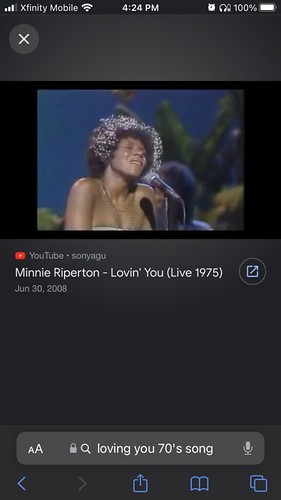 Xfinity Mobile 4:24 PM 100%
YouTube • sonyagu
Minnie Riperton - Lovin' You (Live 1975)
Jun 30, 2008
AA loving you 70's song